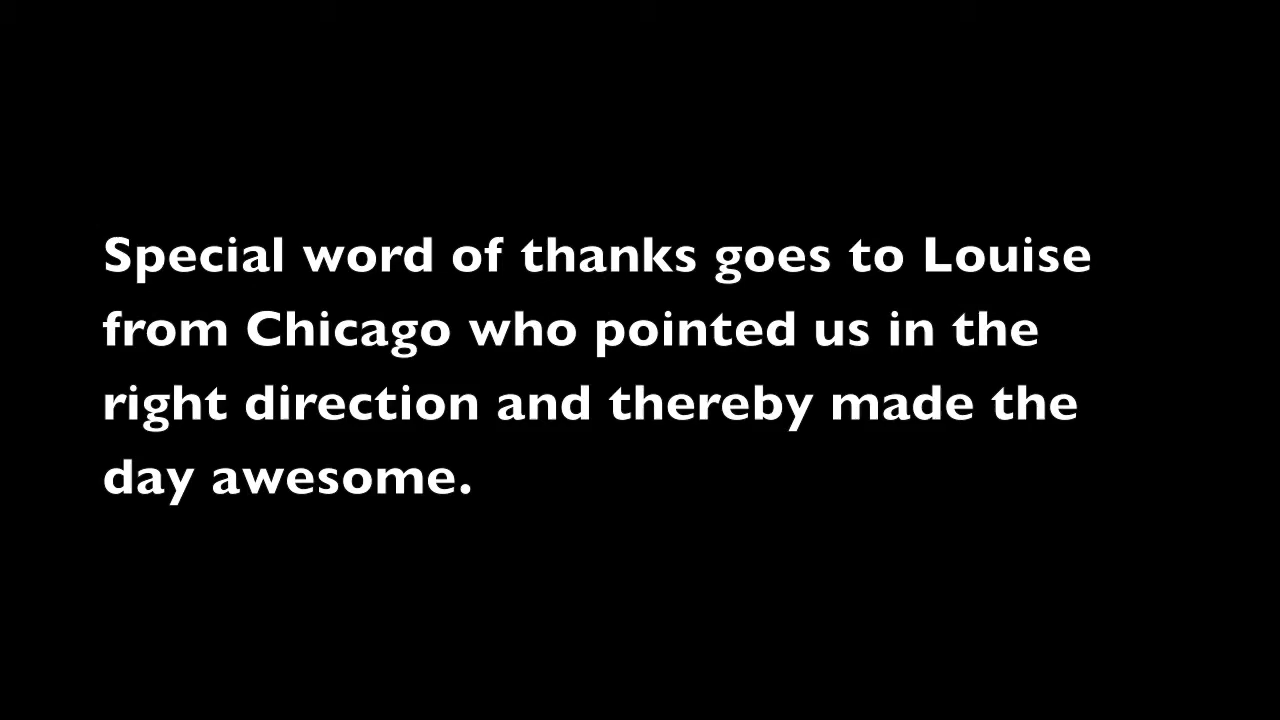 Special word of thanks goes to Louise
from Chicago who pointed us in the
right direction and thereby made the
day awesome.